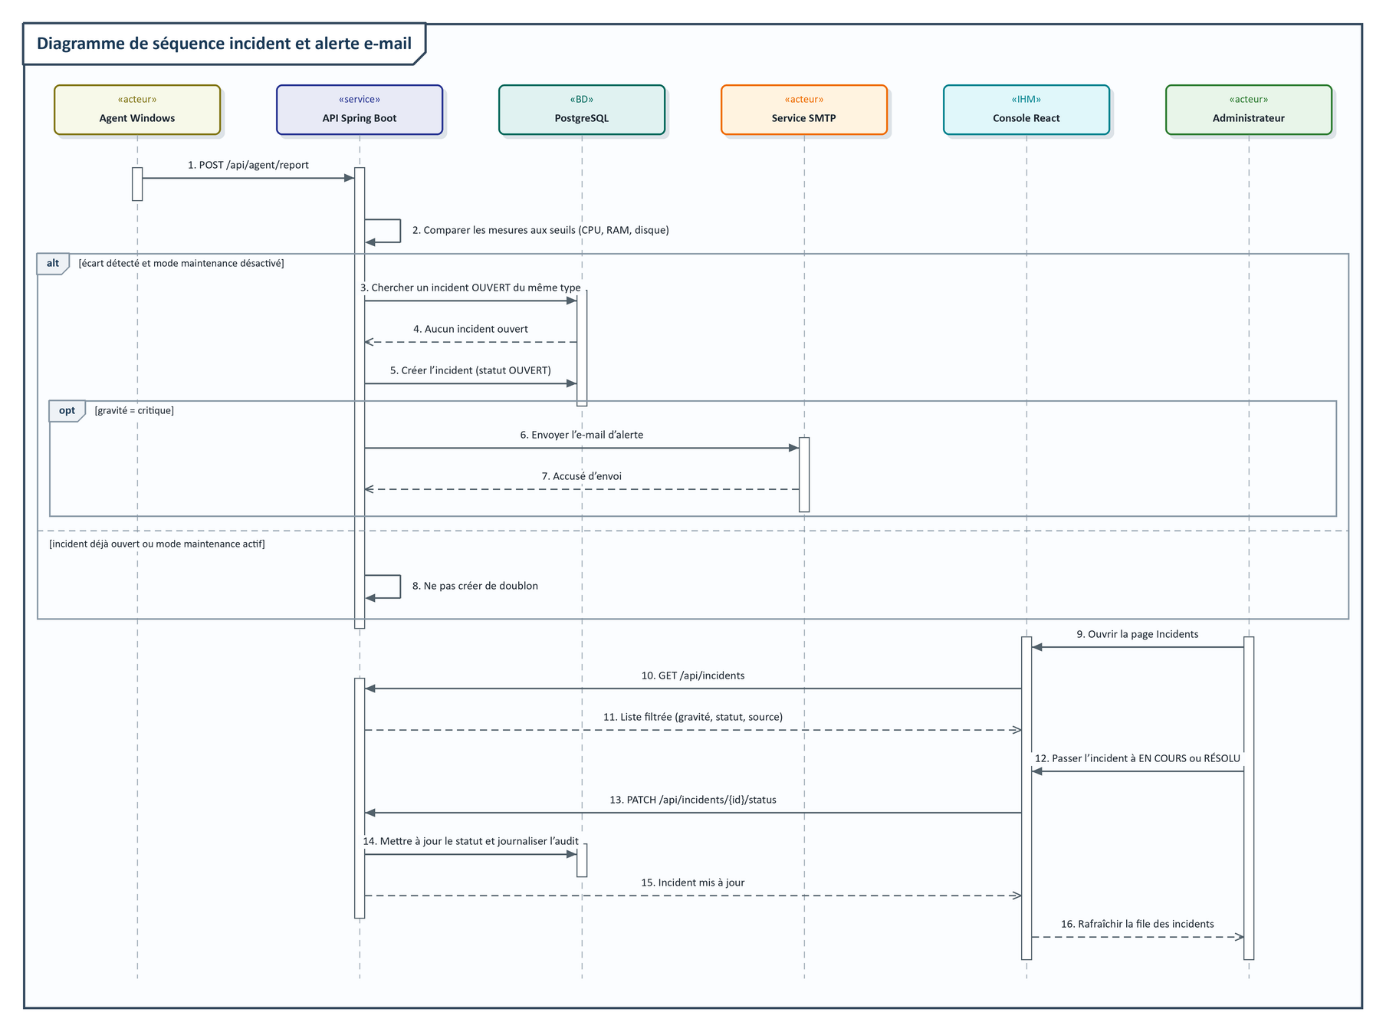 Diagramme de séquence incident et alerte e-mail
«acteur»
Agent Windows
«service»
API Spring Boot
«BD»
PostgreSQL
«acteur»
Service SMTP
«IHM»
Console React
«acteur»
Administrateur
1. POST /api/agent/report
2. Comparer les mesures aux seuils (CPU, RAM, disque)
alt
[écart détecté et mode maintenance désactivé]
3. Chercher un incident OUVERT du même type
4. Aucun incident ouvert
5. Créer l’incident (statut OUVERT)
opt
[gravité = critique]
6. Envoyer l’e-mail d’alerte
7. Accusé d’envoi
[incident déjà ouvert ou mode maintenance actif]
8. Ne pas créer de doublon
9. Ouvrir la page Incidents
10. GET /api/incidents
11. Liste filtrée (gravité, statut, source)
12. Passer l’incident à EN COURS ou RÉSOLU
13. PATCH /api/incidents/{id}/status
14. Mettre à jour le statut et journaliser l’audit
15. Incident mis à jour
16. Rafraîchir la file des incidents